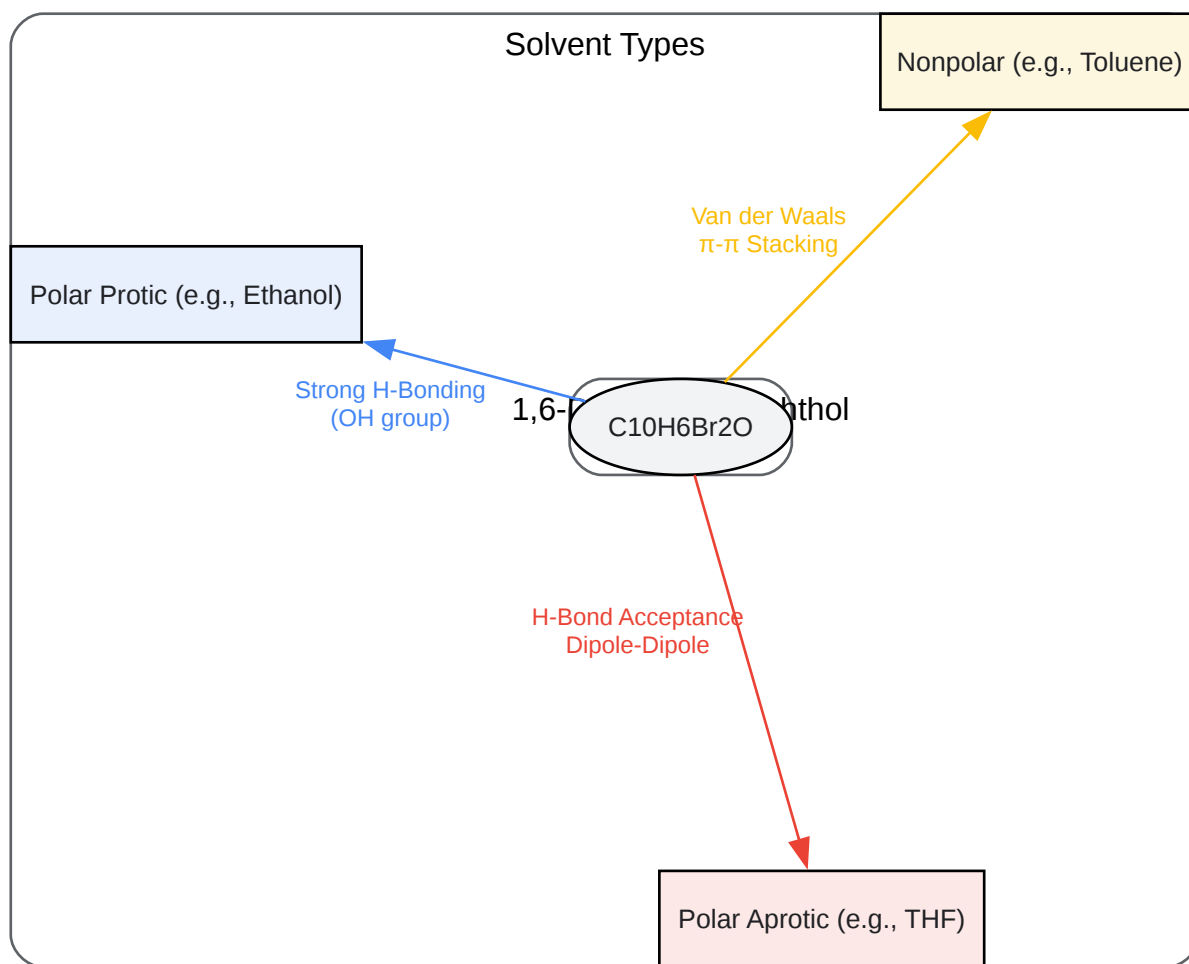 Solvent Types
Nonpolar (e.g., Toluene)
Van der Waals
π-π Stacking
Polar Protic (e.g., Ethanol)
Strong H-Bonding
(OH group)
1,6-
C10H6Br2O
H-Bond Acceptance
Dipole-Dipole
Polar Aprotic (e.g., THF)